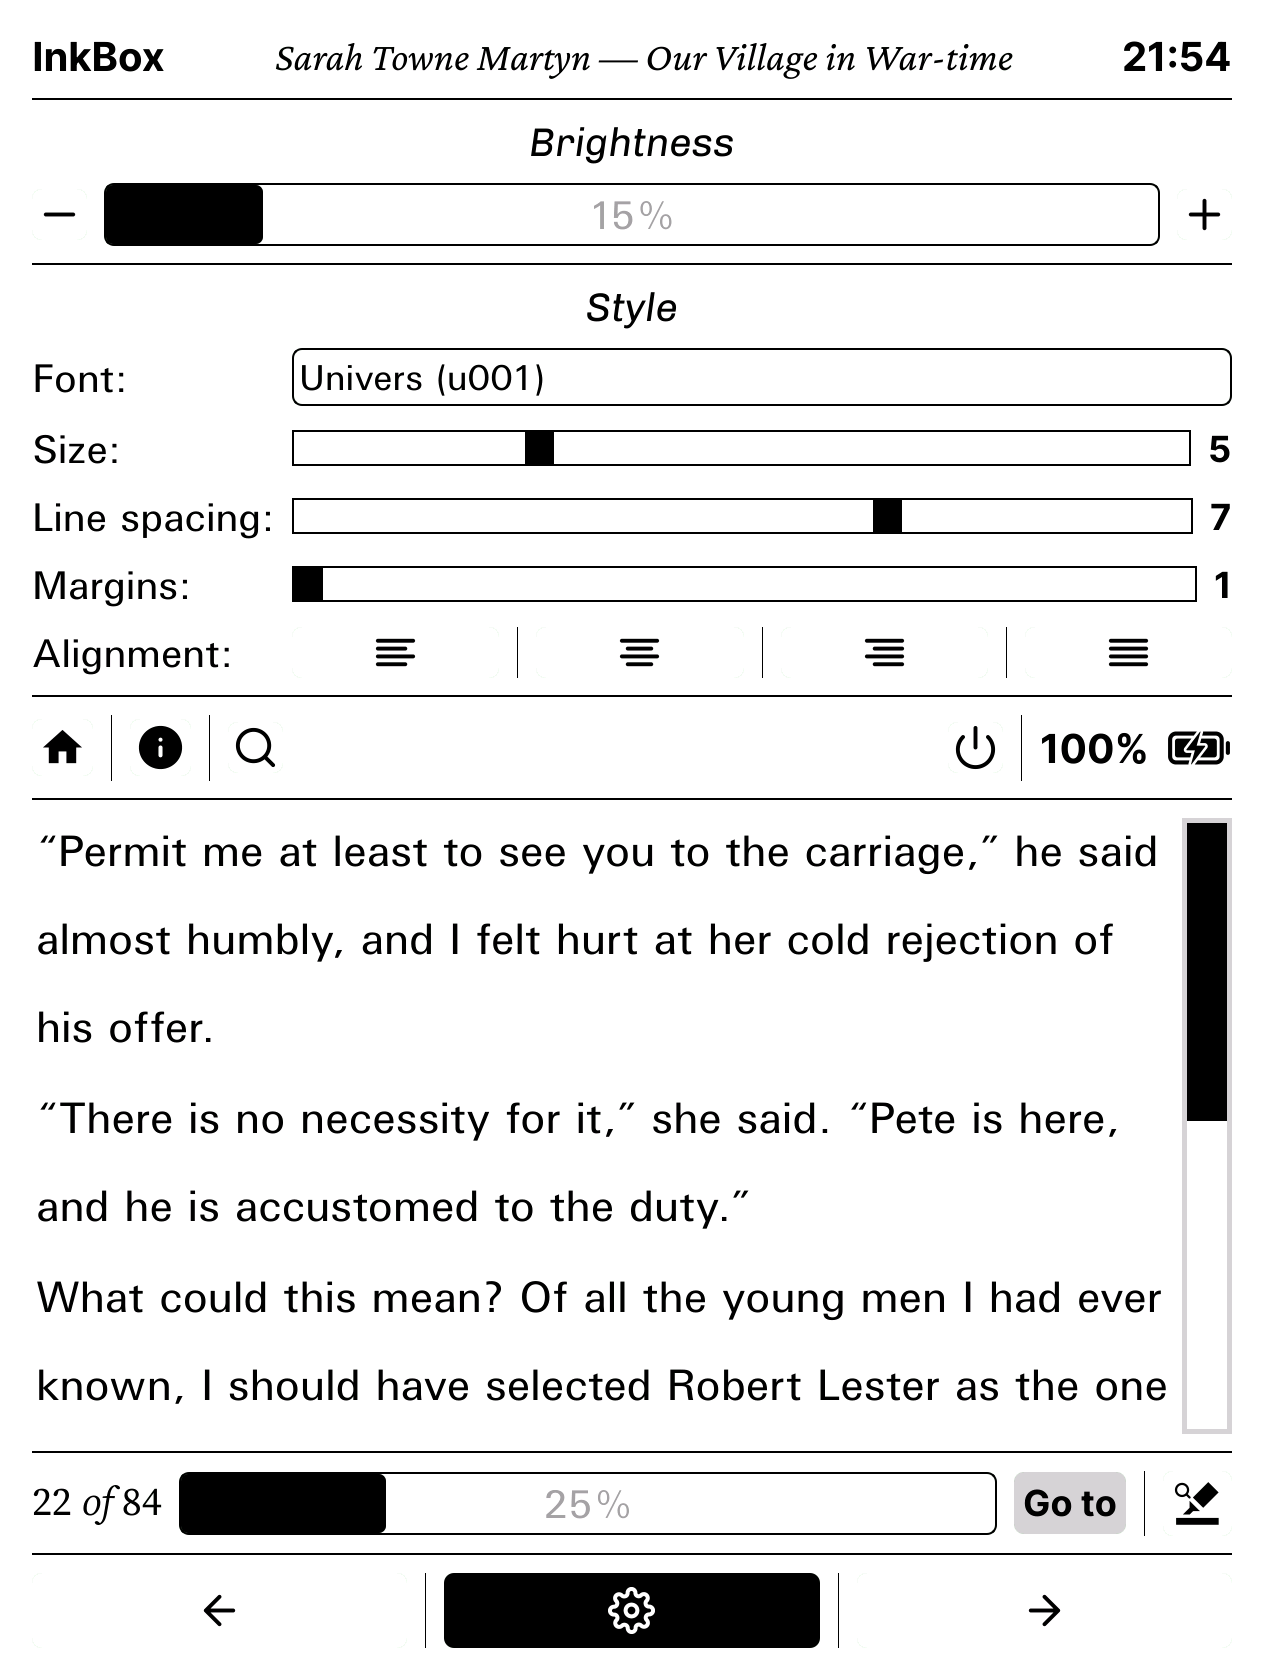 InkBox Sarah Towne Martyn — Our Village in War-time 21:54
Brightness
15%
Style
Font: Univers (u001)
Size: 5
Line spacing: 7
Margins: 1
Alignment:
100%
“Permit me at least to see you to the carriage,” he said
almost humbly, and I felt hurt at her cold rejection of
his offer.
“There is no necessity for it,” she said. “Pete is here,
and he is accustomed to the duty.”
What could this mean? Of all the young men I had ever
known, I should have selected Robert Lester as the one
22 of 84 25% Go to